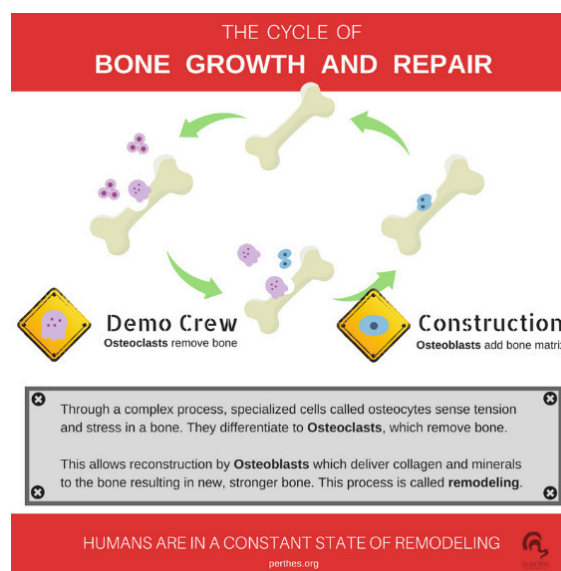 THE CYCLE OF
BONE GROWTH AND REPAIR
Demo Crew
Osteoclasts remove bone
Construction
Osteoblasts add bone matrix
Through a complex process, specialized cells called osteocytes sense tension
and stress in a bone. They differentiate to Osteoclasts, which remove bone.
This allows reconstruction by Osteoblasts which deliver collagen and minerals
to the bone resulting in new, stronger bone. This process is called remodeling.
HUMANS ARE IN A CONSTANT STATE OF REMODELING
perthes.org